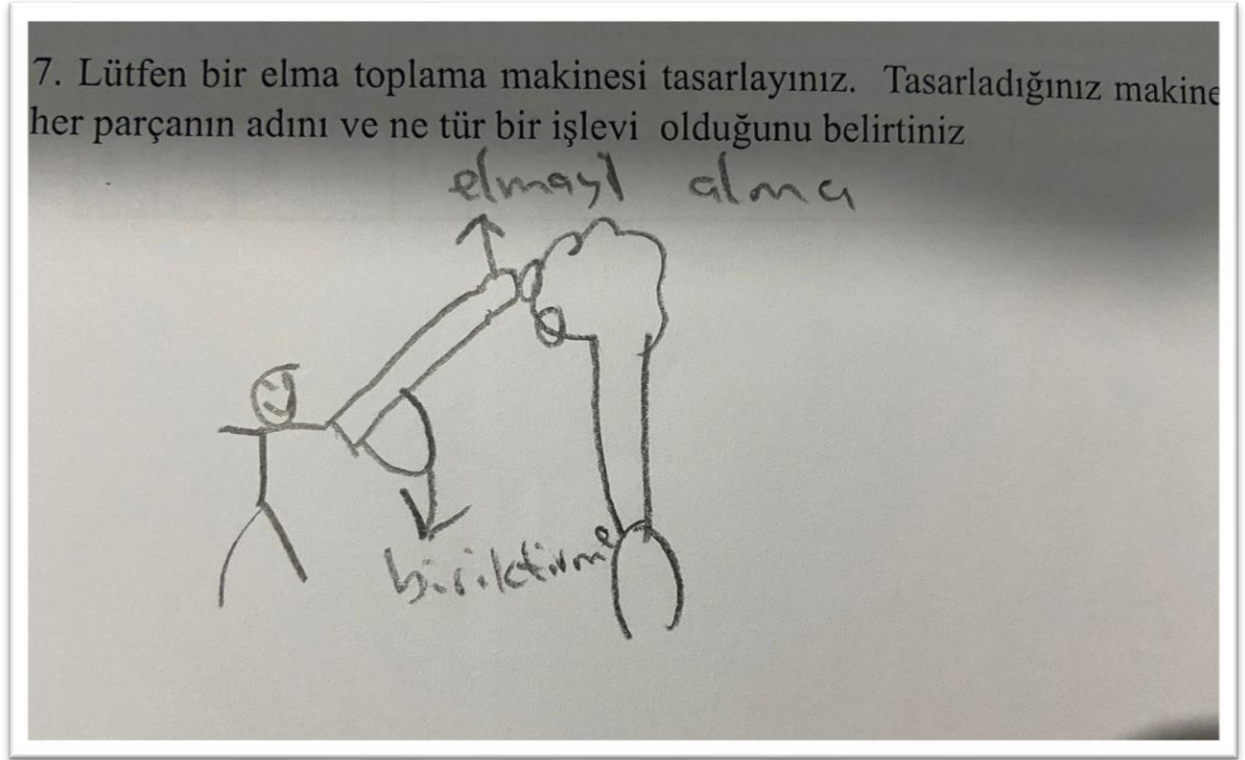 7. Lütfen bir elma toplama makinesi tasarlayınız. Tasarladığınız makine
her parçanın adını ve ne tür bir işlevi olduğunu belirtiniz
elmayı alma
biriktirme